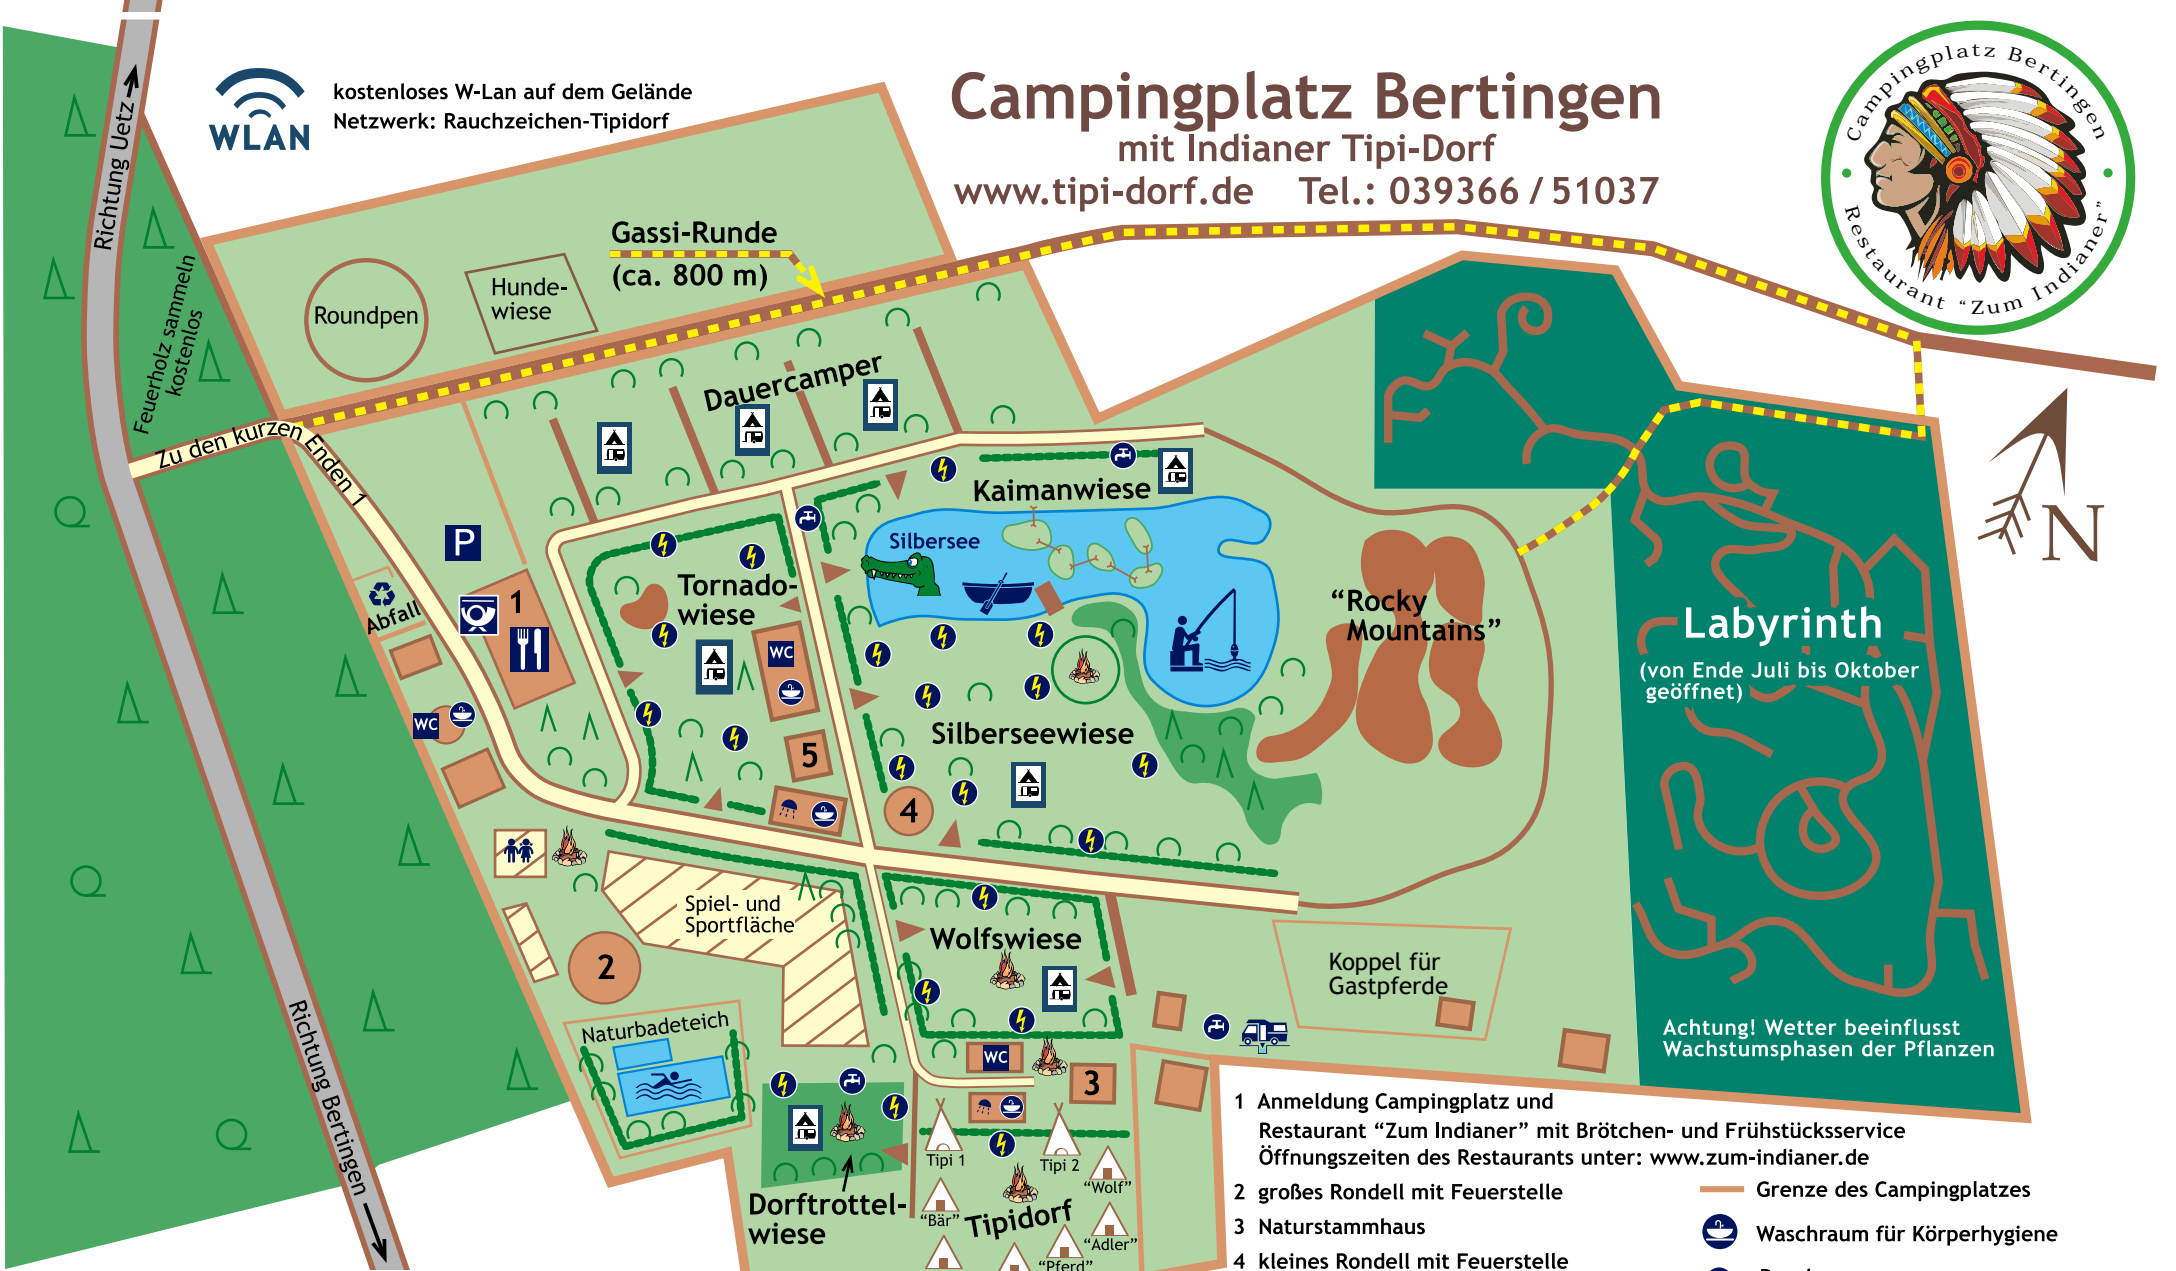 Campingplatz Bertingen
mit Indianer Tipi-Dorf
www.tipi-dorf.de Tel.: 039366 / 51037
Campingplatz Bertingen
Restaurant “Zum Indianer”
WLAN
kostenloses W-Lan auf dem Gelände
Netzwerk: Rauchzeichen-Tipidorf
Richtung Uetz
Feuerholz sammeln
kostenlos
Roundpen
Hunde-
wiese
Gassi-Runde
(ca. 800 m)
Dauercamper
Zu den kurzen Enden 1
P
Abfall
1
WC
Tornado-
wiese
WC
5
4
Kaimanwiese
Silbersee
Silberseewiese
“Rocky
Mountains”
N
Labyrinth
(von Ende Juli bis Oktober
geöffnet)
Achtung! Wetter beeinflusst
Wachstumsphasen der Pflanzen
Spiel- und
Sportfläche
2
Wolfswiese
Koppel für
Gastpferde
Naturbadeteich
Richtung Bertingen
WC
3
Tipi 1
Tipi 2
“Wolf”
“Bär”
Tipidorf
“Adler”
“Pferd”
Dorftrottel-
wiese
1 Anmeldung Campingplatz und
Restaurant “Zum Indianer” mit Brötchen- und Frühstücksservice
Öffnungszeiten des Restaurants unter: www.zum-indianer.de
2 großes Rondell mit Feuerstelle
3 Naturstammhaus
4 kleines Rondell mit Feuerstelle
Grenze des Campingplatzes
Waschraum für Körperhygiene